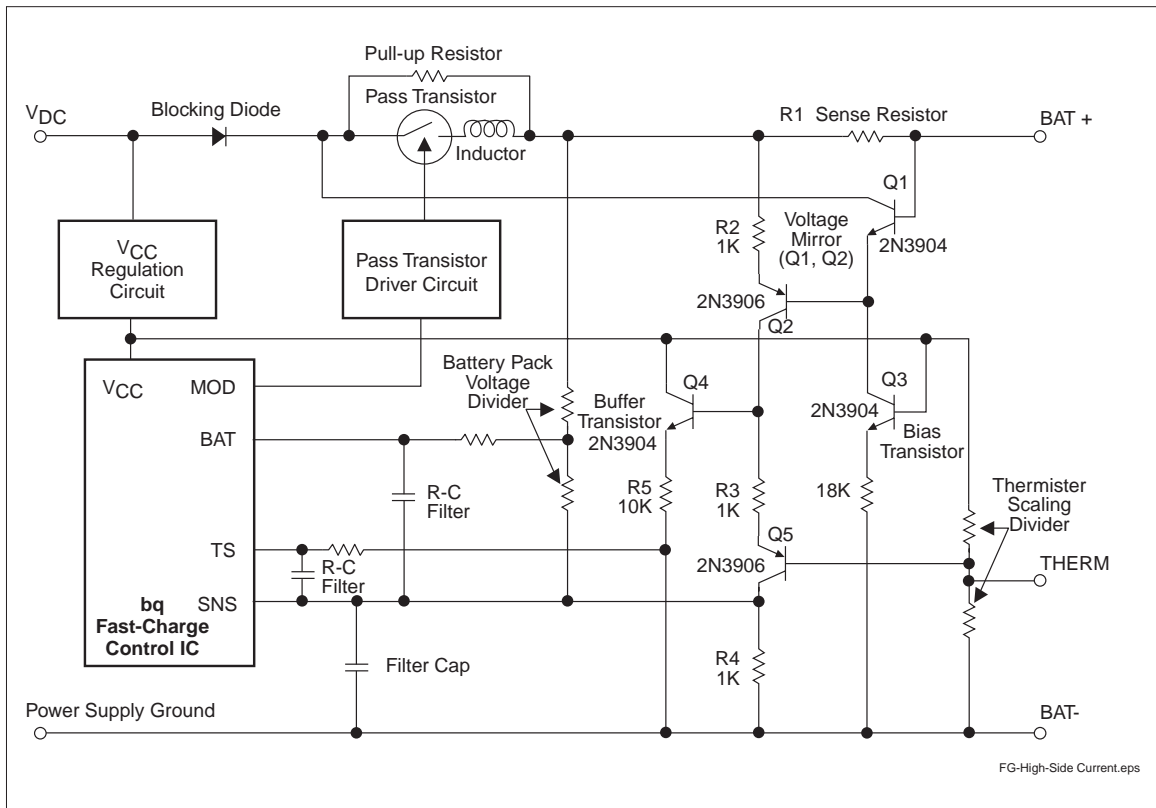 Pull-up Resistor
Pass Transistor
Inductor
Blocking Diode
VDC
R1 Sense Resistor
BAT +
Q1
2N3904
Voltage
Mirror
(Q1, Q2)
R2
1K
2N3906
Q2
VCC
Regulation
Circuit
Pass Transistor
Driver Circuit
VCC
MOD
BAT
TS
SNS
bq
Fast-Charge
Control IC
Battery Pack
Voltage
Divider
Buffer
Transistor
2N3904
Q4
Q3
2N3904
Bias
Transistor
R-C
Filter
R-C
Filter
R5
10K
R3
1K
18K
Thermister
Scaling
Divider
Q5
2N3906
THERM
R4
1K
Filter Cap
Power Supply Ground
BAT-
FG-High-Side Current.eps